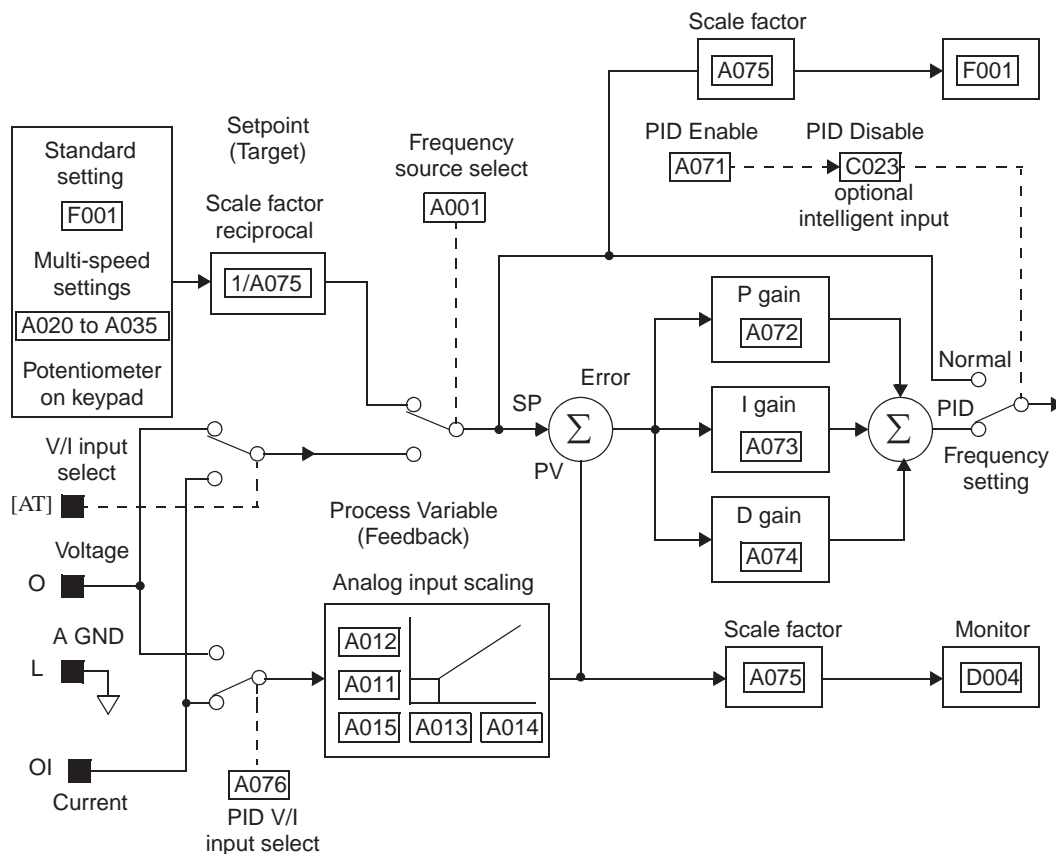 Scale factor
A075
F001
PID Enable
A071
PID Disable
C023
optional
intelligent input
Standard
setting
F001
Multi-speed
settings
A020 to A035
Potentiometer
on keypad
Setpoint
(Target)
Scale factor
reciprocal
1/A075
Frequency
source select
A001
P gain
A072
I gain
A073
D gain
A074
Error
SP
Σ
PV
Σ
Normal
PID
Frequency
setting
V/I input
select
[AT]
Voltage
O
A GND
L
OI
Current
Process Variable
(Feedback)
Analog input scaling
A012
A011
A015
A013
A014
A076
PID V/I
input select
Scale factor
A075
Monitor
D004